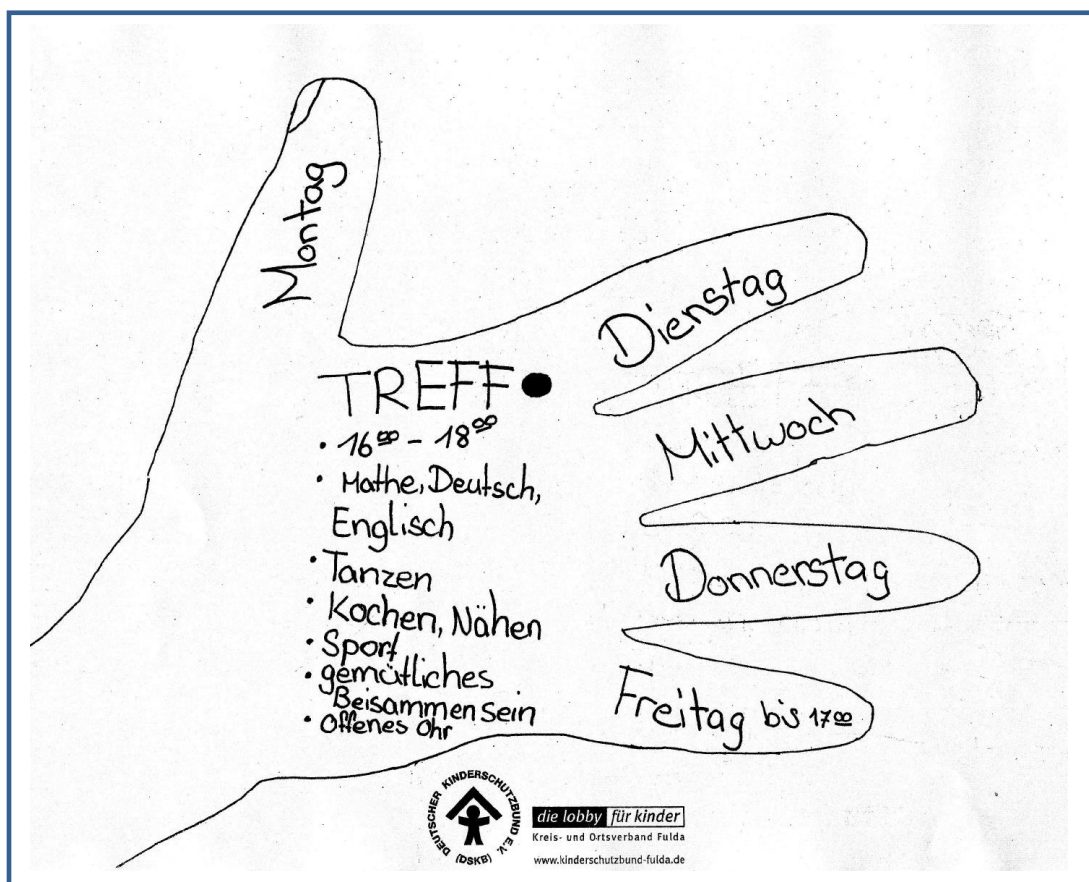 Montag
Dienstag
Mittwoch
Donnerstag
Freitag bis 17⁰⁰
TREFF ●
· 16⁰⁰ - 18⁰⁰
· Mathe, Deutsch,
Englisch
· Tanzen
· Kochen, Nähen
· Sport
· gemütliches
Beisammensein
· Offenes Ohr
DEUTSCHER KINDERSCHUTZBUND E.V.
(DSKB)
die lobby für kinder
Kreis- und Ortsverband Fulda
www.kinderschutzbund-fulda.de